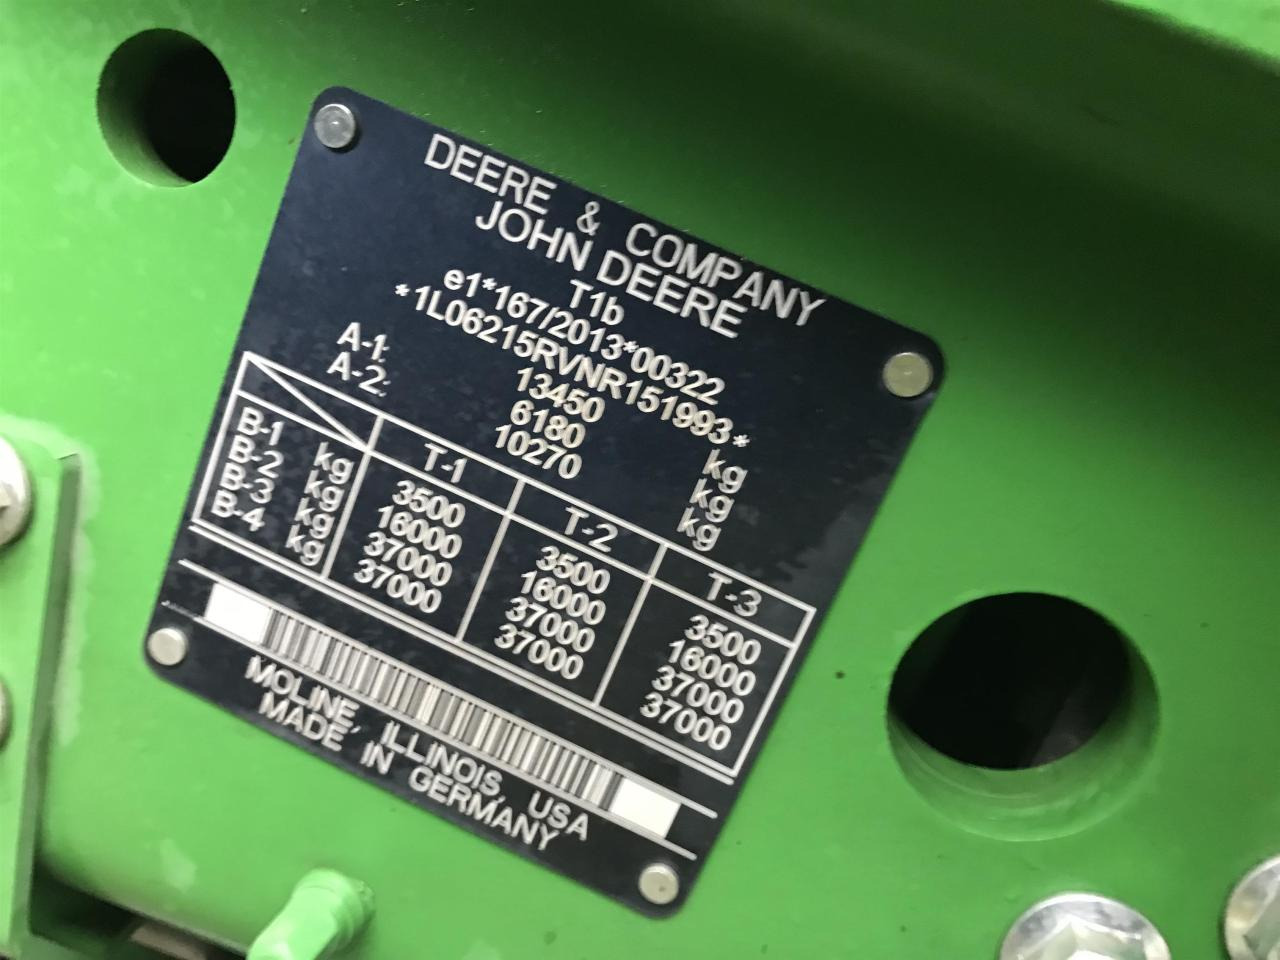 DEERE & COMPANY
JOHN DEERE
T1b
e1*167/2013*00322
*1L06215RVNR151993*
13450 kg
A-1: 6180 kg
A-2: 10270 kg
T-1 T-2 T-3
B-1 kg 3500 3500 3500
B-2 kg 16000 16000 16000
B-3 kg 37000 37000 37000
B-4 kg 37000 37000 37000
MOLINE, ILLINOIS, USA
MADE IN GERMANY